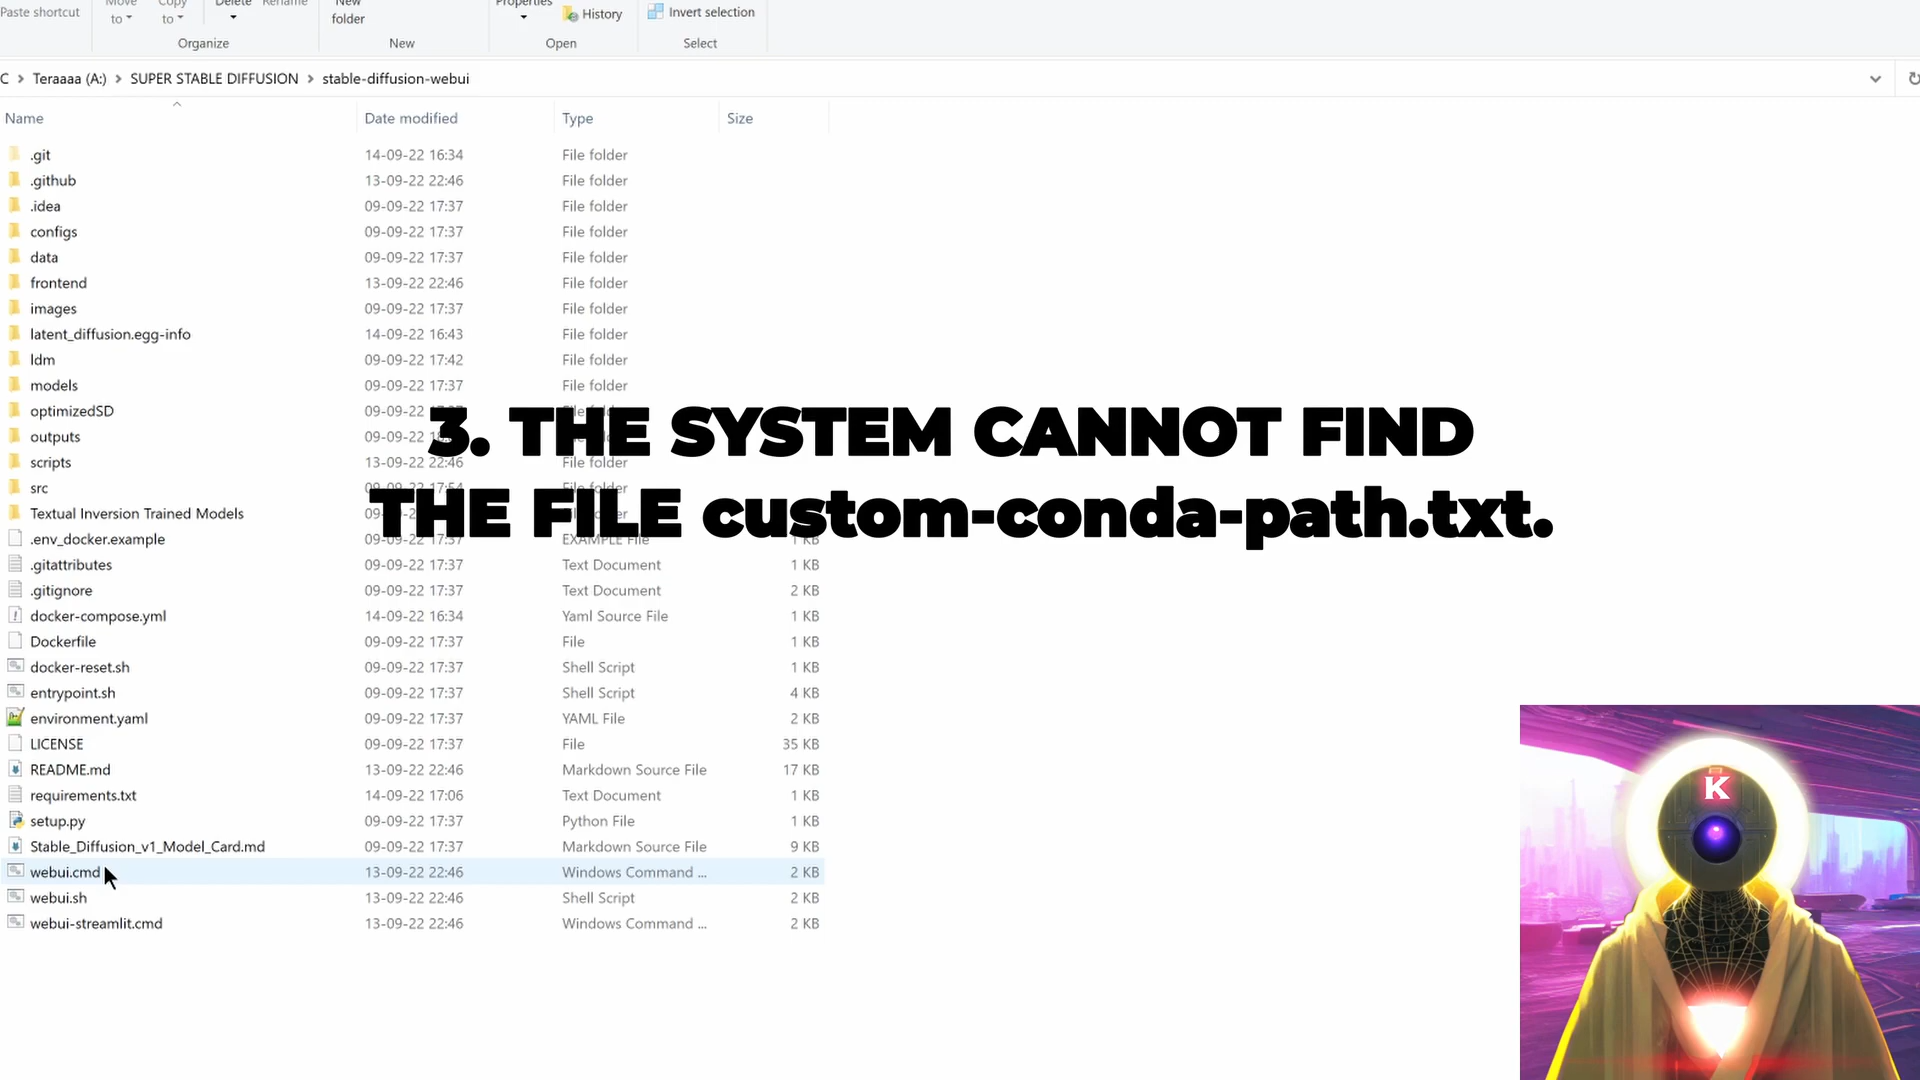 Paste shortcut
Move to
Copy to
Delete
Rename
New folder
Properties
History
Invert selection
Organize
New
Open
Select
C > Teraaaa (A:) > SUPER STABLE DIFFUSION > stable-diffusion-webui
Name Date modified Type Size
.git 14-09-22 16:34 File folder
.github 13-09-22 22:46 File folder
.idea 09-09-22 17:37 File folder
configs 09-09-22 17:37 File folder
data 09-09-22 17:37 File folder
frontend 13-09-22 22:46 File folder
images 09-09-22 17:37 File folder
latent_diffusion.egg-info 14-09-22 16:43 File folder
ldm 09-09-22 17:42 File folder
models 09-09-22 17:37 File folder
optimizedSD 09-09-22
outputs 09-09-22
scripts 13-09-22 22:46 File folder
src
Textual Inversion Trained Models
3. THE SYSTEM CANNOT FIND
THE FILE custom-conda-path.txt.
.env_docker.example 09-09-22 17:37 EXAMPLE File 1 KB
.gitattributes 09-09-22 17:37 Text Document 1 KB
.gitignore 09-09-22 17:37 Text Document 2 KB
docker-compose.yml 14-09-22 16:34 Yaml Source File 1 KB
Dockerfile 09-09-22 17:37 File 1 KB
docker-reset.sh 09-09-22 17:37 Shell Script 1 KB
entrypoint.sh 09-09-22 17:37 Shell Script 4 KB
environment.yaml 09-09-22 17:37 YAML File 2 KB
LICENSE 09-09-22 17:37 File 35 KB
README.md 13-09-22 22:46 Markdown Source File 17 KB
requirements.txt 14-09-22 17:06 Text Document 1 KB
setup.py 09-09-22 17:37 Python File 1 KB
Stable_Diffusion_v1_Model_Card.md 09-09-22 17:37 Markdown Source File 9 KB
webui.cmd 13-09-22 22:46 Windows Command ... 2 KB
webui.sh 13-09-22 22:46 Shell Script 2 KB
webui-streamlit.cmd 13-09-22 22:46 Windows Command ... 2 KB
K